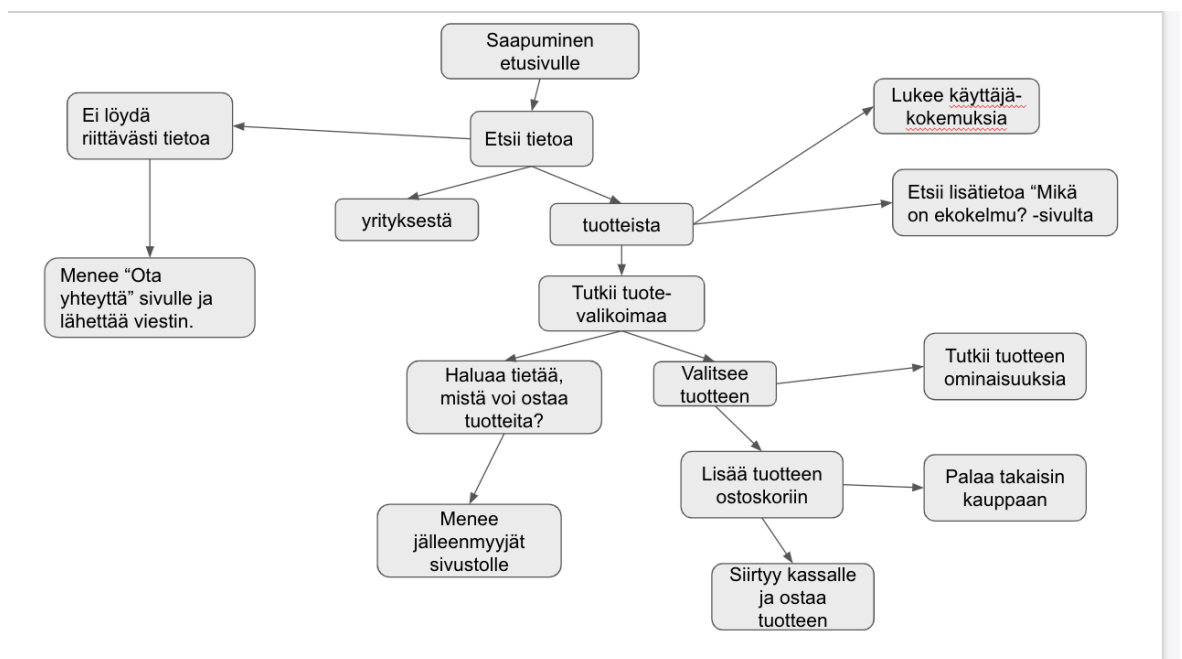 Saapuminen
etusivulle
Lukee käyttäjä-
kokemuksia
Ei löydä
riittävästi tietoa
Etsii tietoa
Etsii lisätietoa “Mikä
on ekokelmu? -sivulta
yrityksestä
tuotteista
Menee “Ota
yhteyttä” sivulle ja
lähettää viestin.
Tutkii tuote-
valikoimaa
Haluaa tietää,
mistä voi ostaa
tuotteita?
Valitsee
tuotteen
Tutkii tuotteen
ominaisuuksia
Lisää tuotteen
ostoskoriin
Palaa takaisin
kauppaan
Menee
jälleenmyyjät
sivustolle
Siirtyy kassalle
ja ostaa
tuotteen